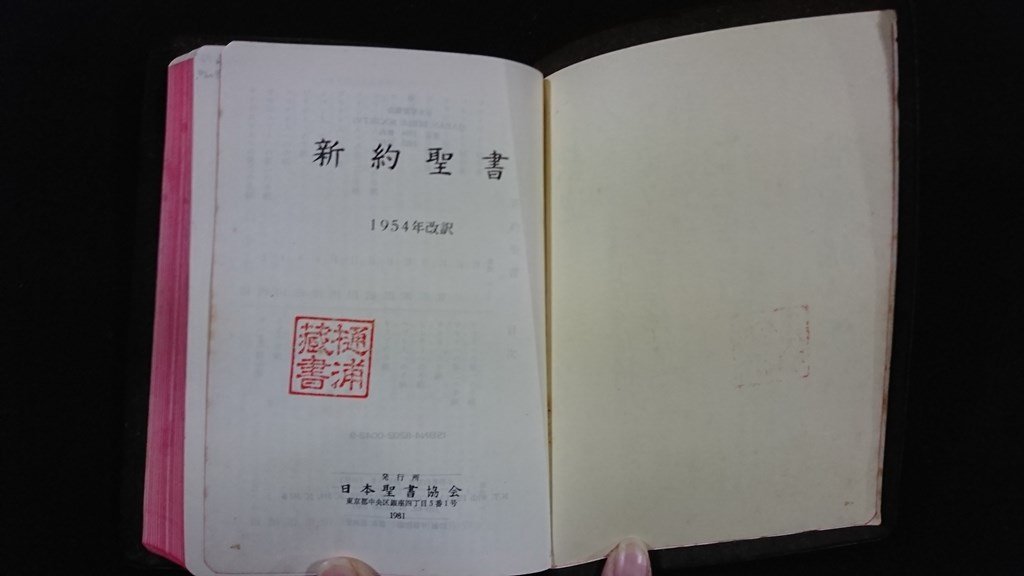 新約聖書
1954年改訳
樋浦
蔵書
発行所
日本聖書協会
東京都中央区銀座四丁目5番1号
1981